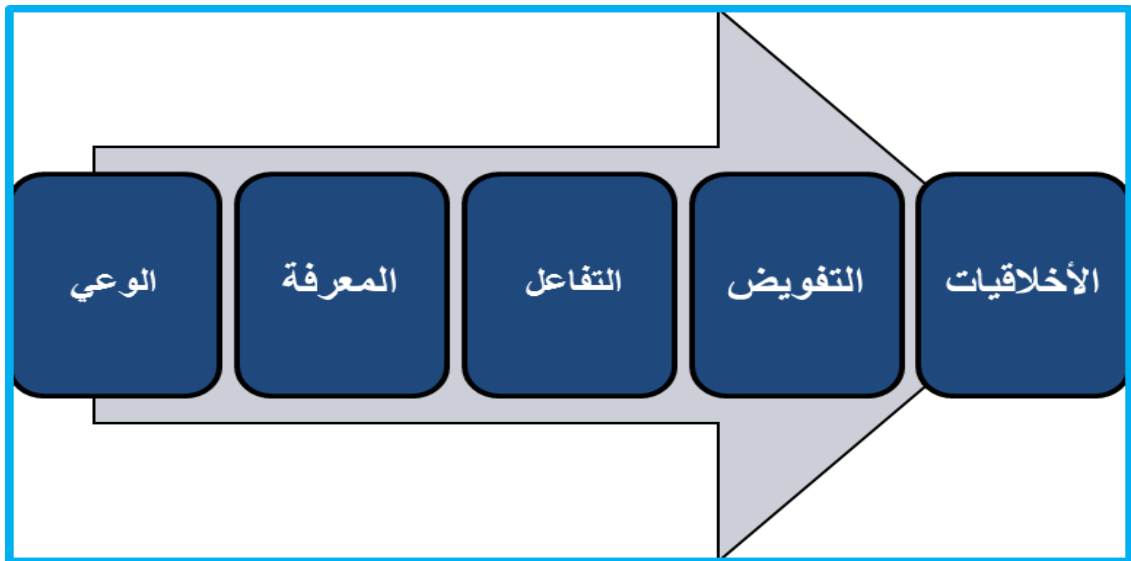 الوعي
المعرفة
التفاعل
التفويض
الأخلاقيات